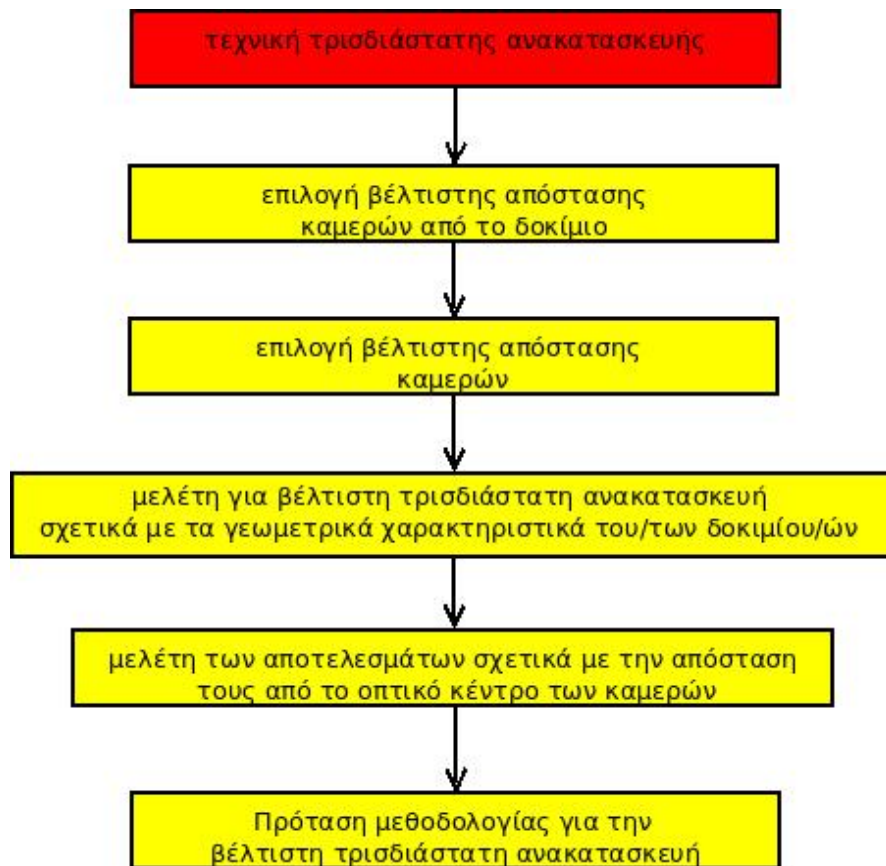 τεχνική τρισδιάστατης ανακατασκευής
επιλογή βέλτιστης απόστασης
καμερών από το δοκίμιο
επιλογή βέλτιστης απόστασης
καμερών
μελέτη για βέλτιστη τρισδιάστατη ανακατασκευή
σχετικά με τα γεωμετρικά χαρακτηριστικά του/των δοκιμίου/ών
μελέτη των αποτελεσμάτων σχετικά με την απόσταση
τους από το οπτικό κέντρο των καμερών
Πρόταση μεθοδολογίας για την
βέλτιστη τρισδιάστατη ανακατασκευή